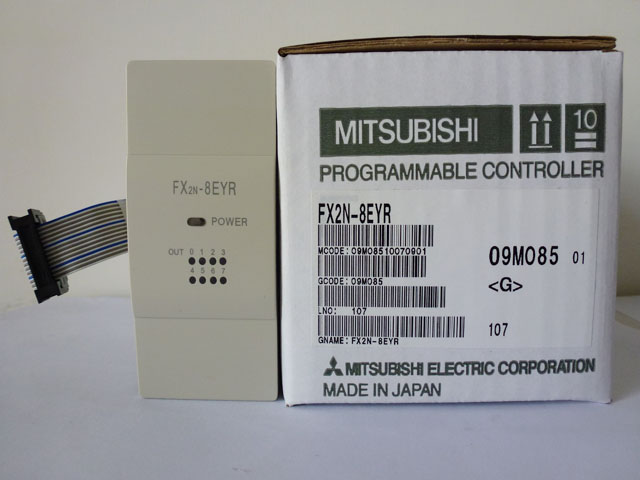 FX2N-8EYR
POWER
OUT 0 1 2 3
4 5 6 7
MITSUBISHI
10
PROGRAMMABLE CONTROLLER
FX2N-8EYR
MCODE: 09M08510070901
09M085 01
GCODE: 09M085
<G>
LNO: 107
107
GNAME: FX2N-8EYR
MITSUBISHI ELECTRIC CORPORATION
MADE IN JAPAN